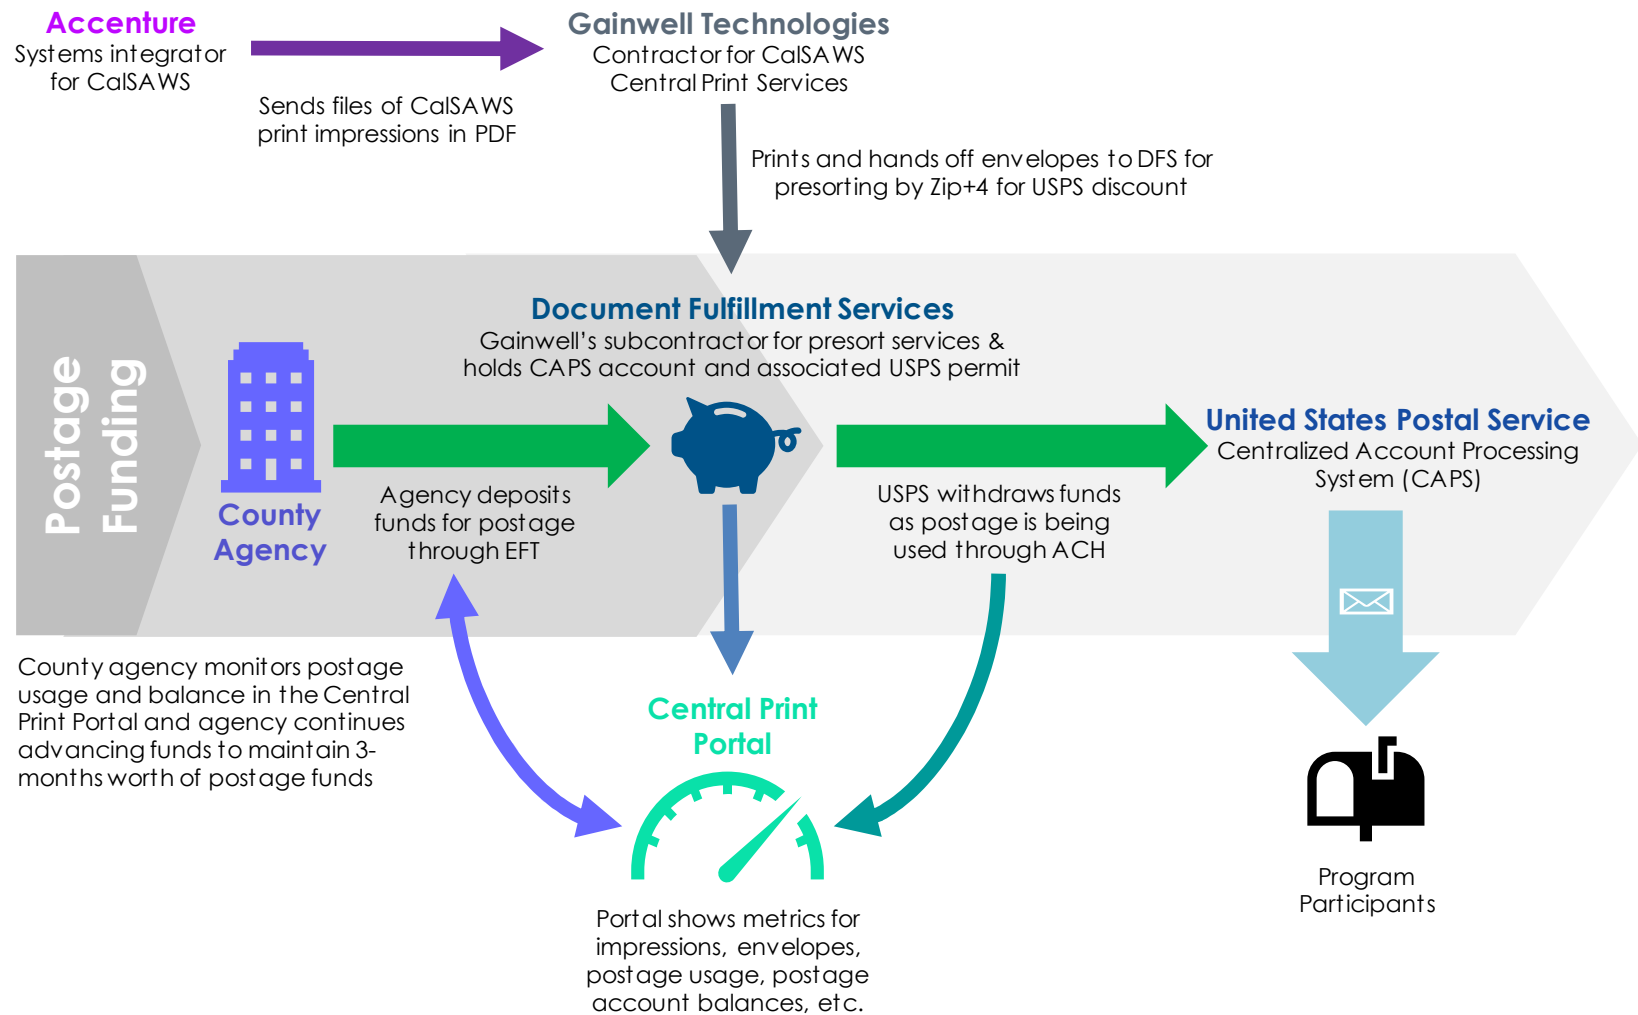 Accenture
Systems integrator
for CalSAWS
Sends files of CalSAWS
print impressions in PDF
Gainwell Technologies
Contractor for CalSAWS
Central Print Services
Prints and hands off envelopes to DFS for
presorting by Zip+4 for USPS discount
Postage
Funding
Document Fulfillment Services
Gainwell’s subcontractor for presort services &
holds CAPS account and associated USPS permit
County
Agency
Agency deposits
funds for postage
through EFT
USPS withdraws funds
as postage is being
used through ACH
United States Postal Service
Centralized Account Processing
System (CAPS)
County agency monitors postage
usage and balance in the Central
Print Portal and agency continues
advancing funds to maintain 3-
months worth of postage funds
Central Print
Portal
Portal shows metrics for
impressions, envelopes,
postage usage, postage
account balances, etc.
Program
Participants